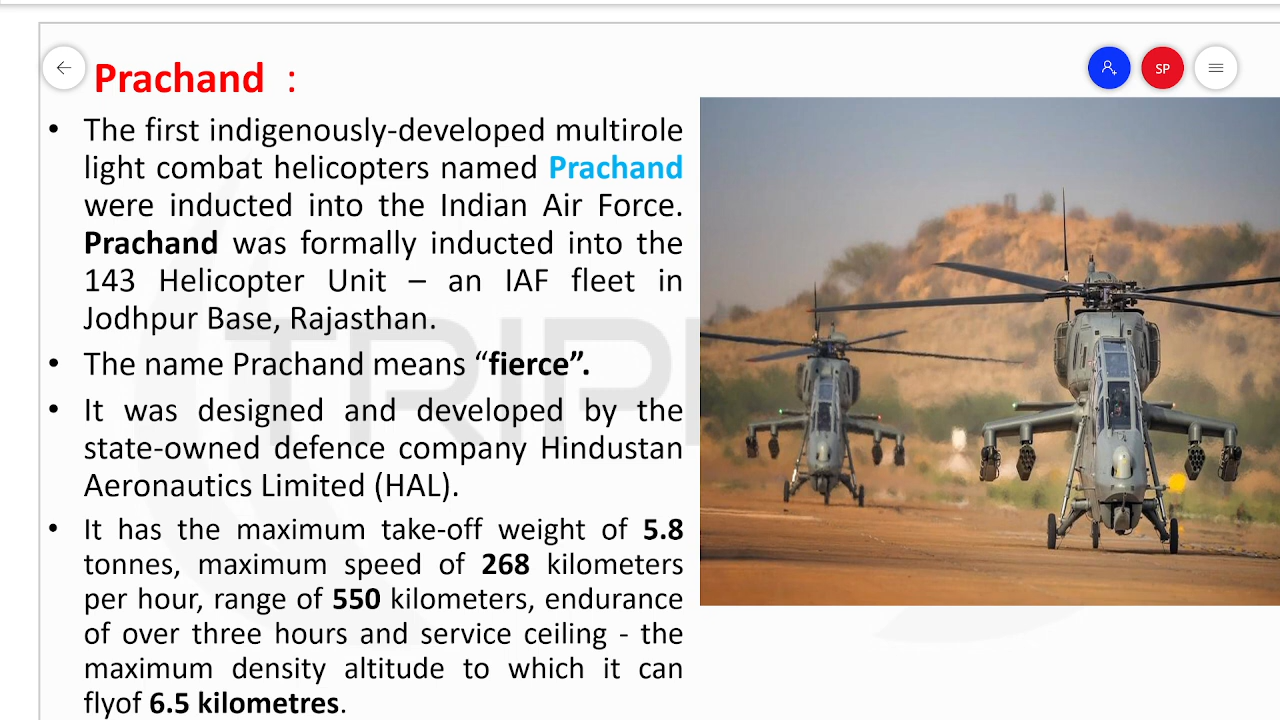 Prachand :
SP
• The first indigenously-developed multirole
light combat helicopters named Prachand
were inducted into the Indian Air Force.
Prachand was formally inducted into the
143 Helicopter Unit – an IAF fleet in
Jodhpur Base, Rajasthan.
• The name Prachand means “fierce”.
• It was designed and developed by the
state-owned defence company Hindustan
Aeronautics Limited (HAL).
• It has the maximum take-off weight of 5.8
tonnes, maximum speed of 268 kilometers
per hour, range of 550 kilometers, endurance
of over three hours and service ceiling - the
maximum density altitude to which it can
flyof 6.5 kilometres.